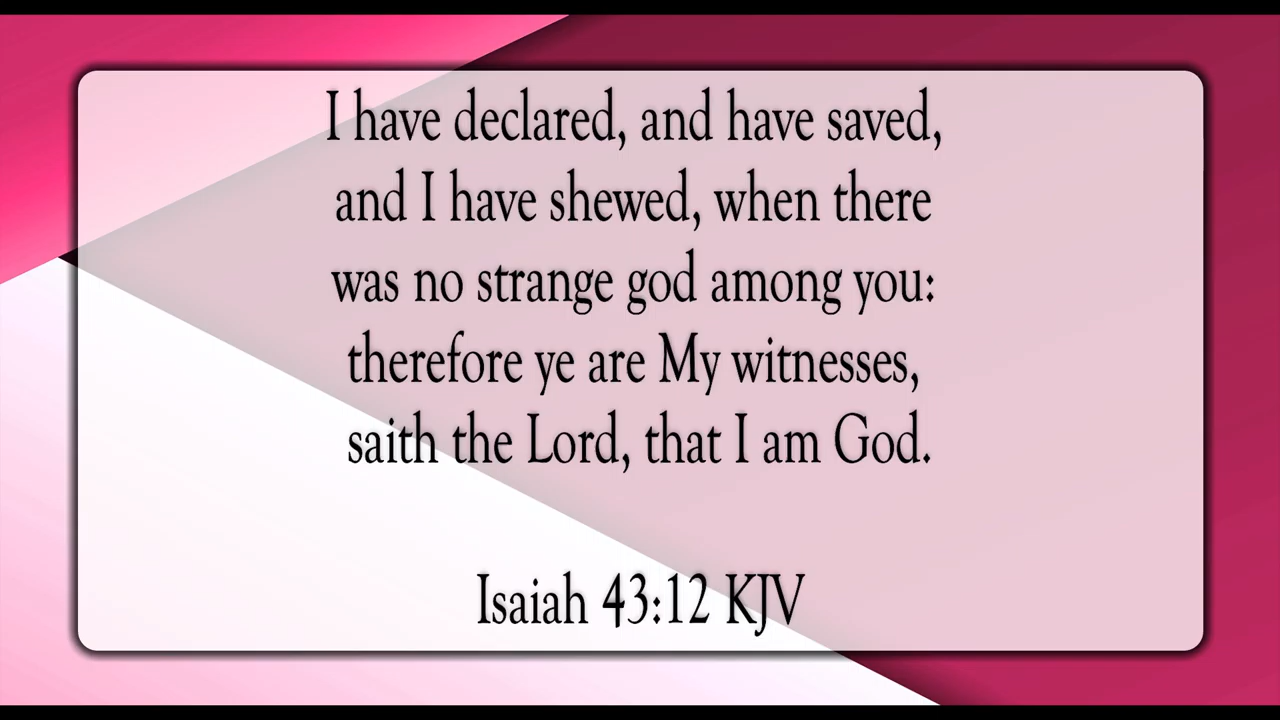 I have declared, and have saved,
and I have shewed, when there
was no strange god among you:
therefore ye are My witnesses,
saith the Lord, that I am God.
Isaiah 43:12 KJV